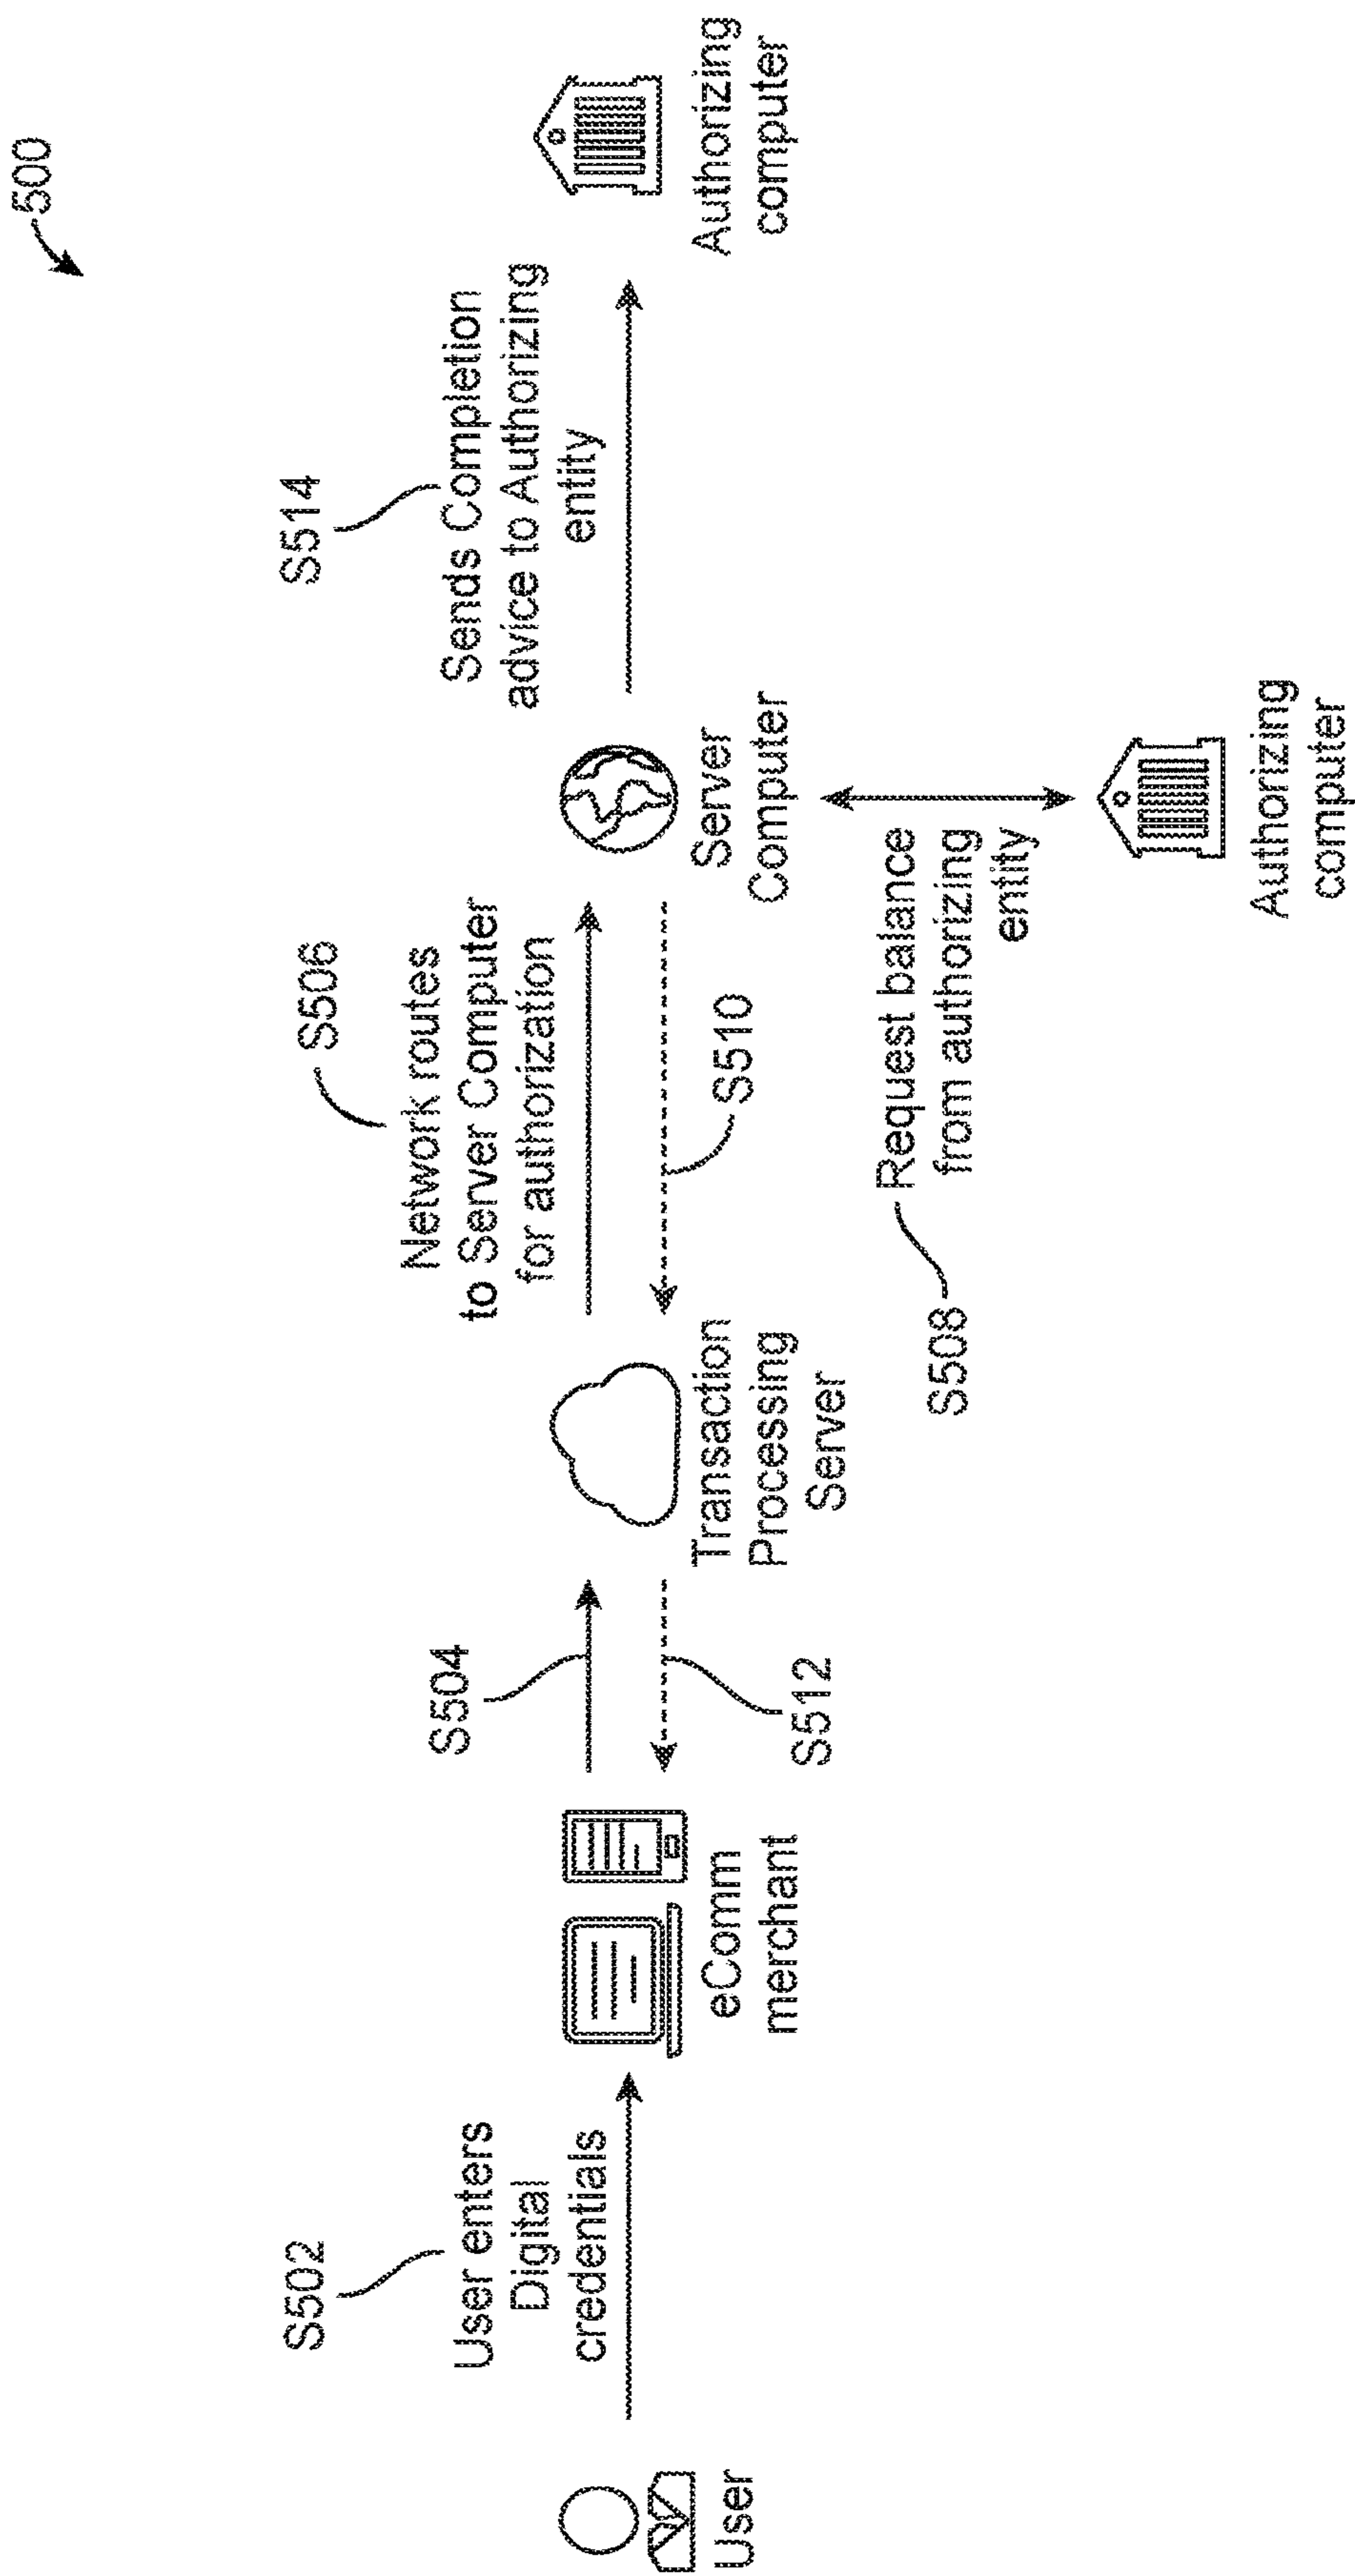 500
S502
User enters
Digital
credentials
User
eComm
merchant
S504
S512
Transaction
Processing
Server
S506
Network routes
to Server Computer
for authorization
S510
Server
Computer
S508
Request balance
from authorizing
entity
Authorizing
computer
S514
Sends Completion
advice to Authorizing
entity
Authorizing
computer